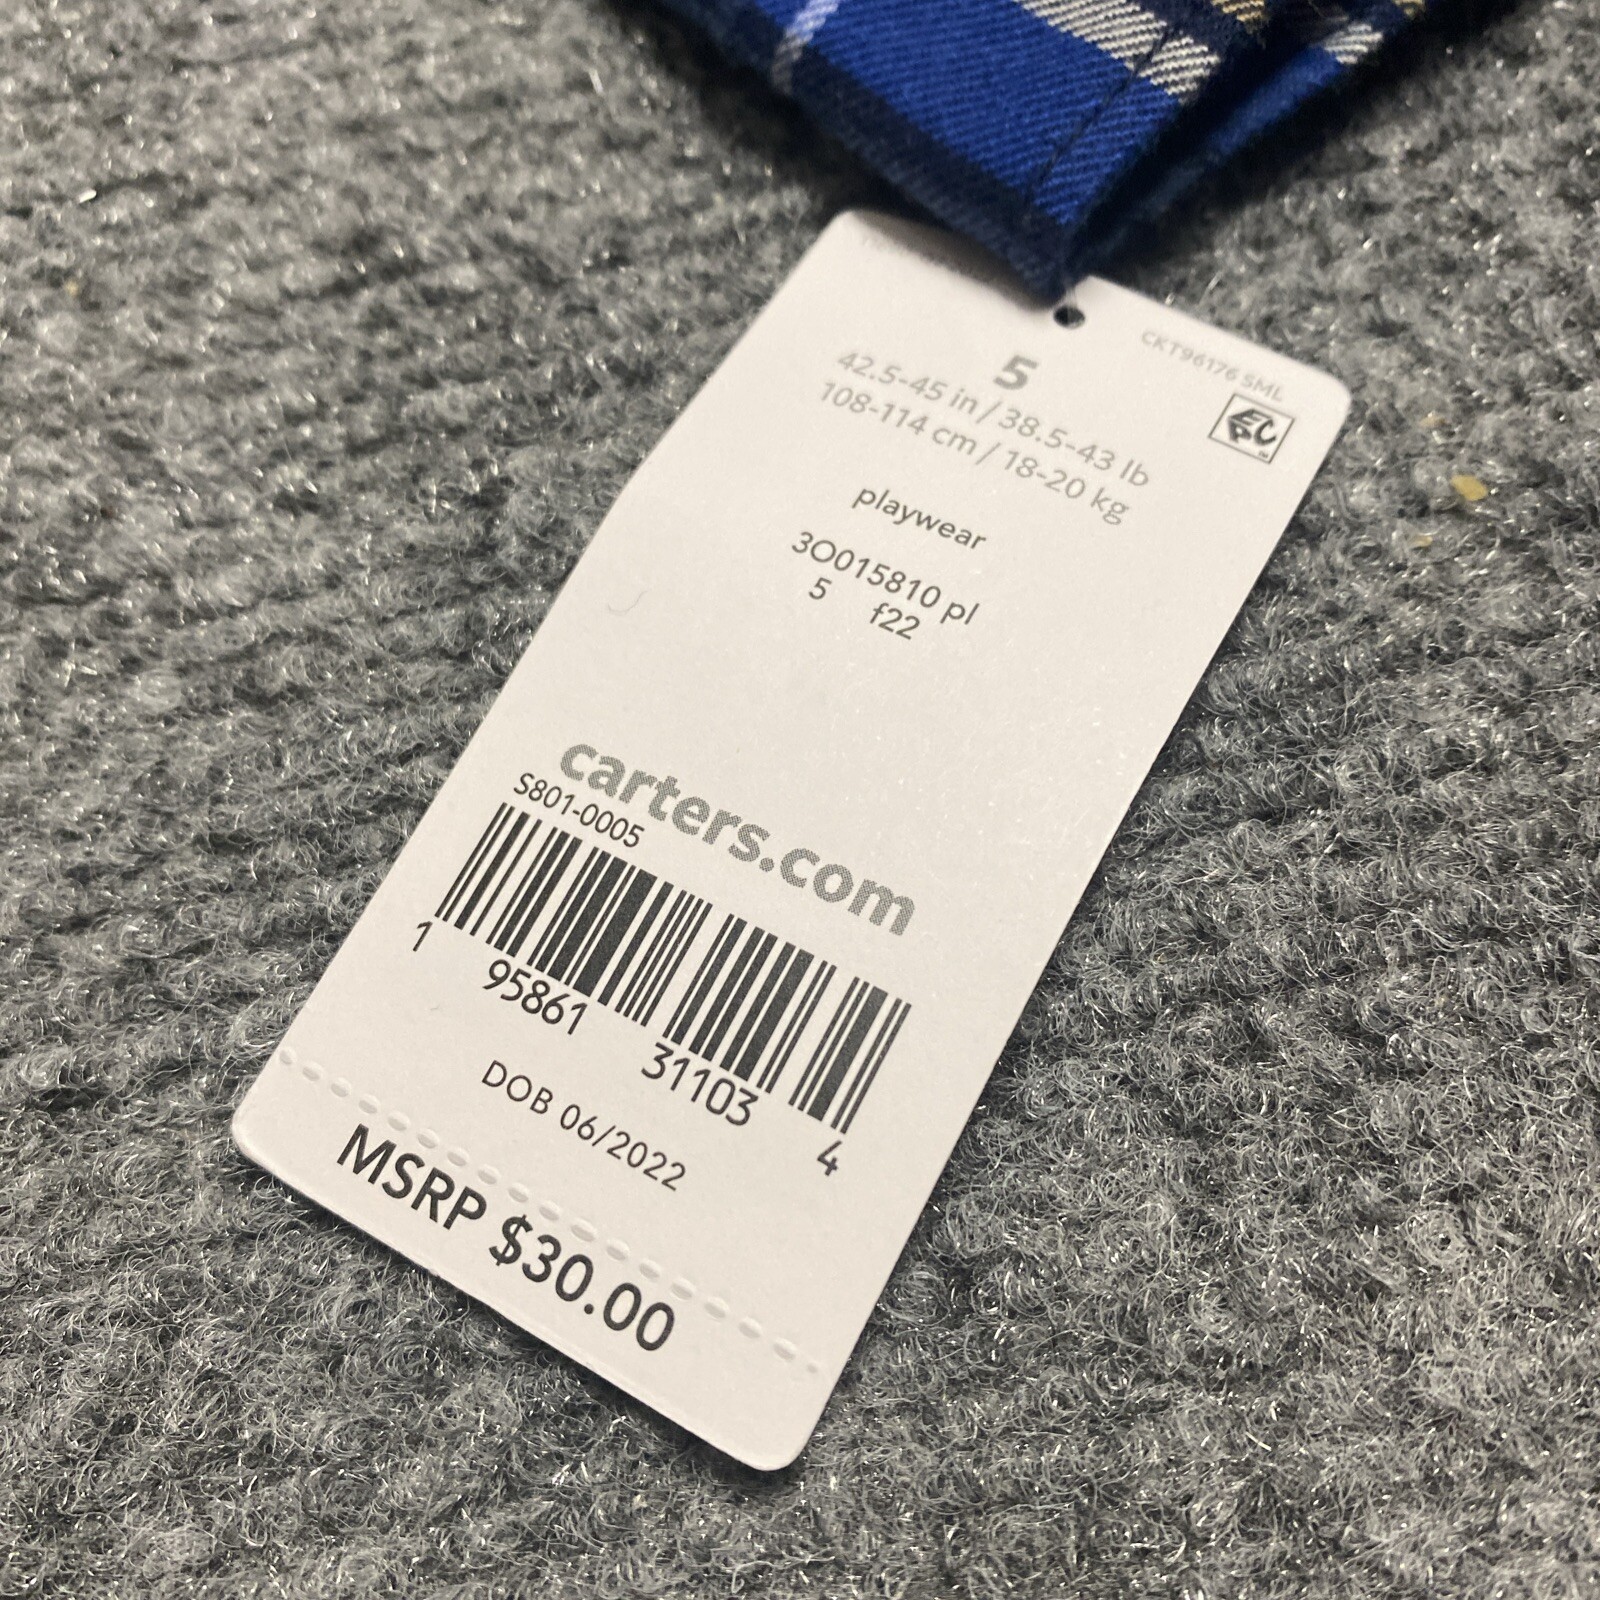 CKT96176 SML
EPC
5
42.5-45 in / 38.5-43 lb
108-114 cm / 18-20 kg
playwear
3O015810 pl
5 f22
carters.com
S801-0005
1 95861 31103 4
DOB 06/2022
MSRP $30.00